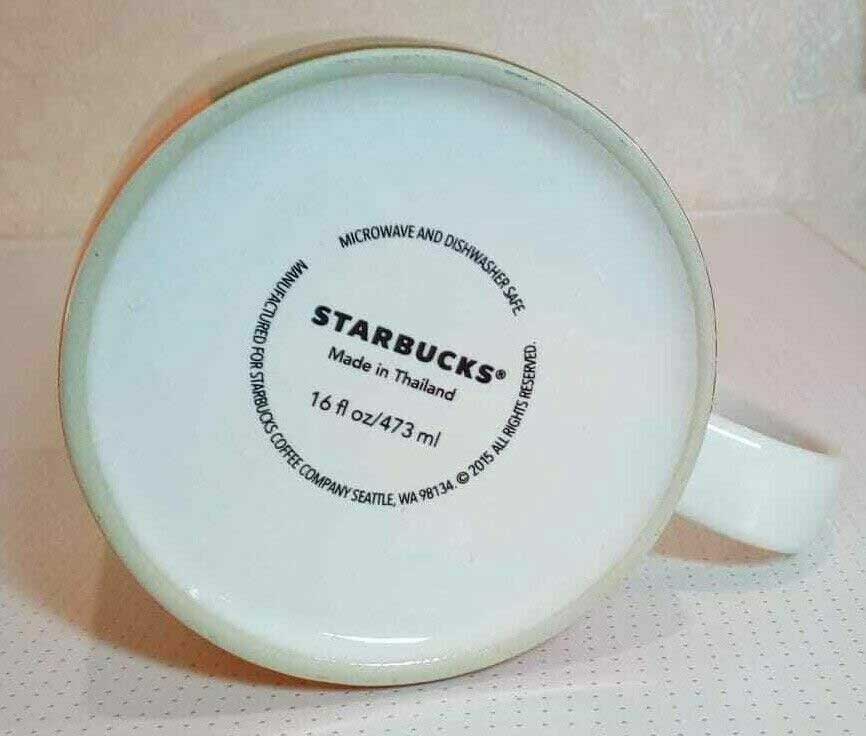 MICROWAVE AND DISHWASHER SAFE
STARBUCKS®
Made in Thailand
16 fl oz/473 ml
MANUFACTURED FOR STARBUCKS COFFEE COMPANY SEATTLE, WA 98134. © 2015 ALL RIGHTS RESERVED.